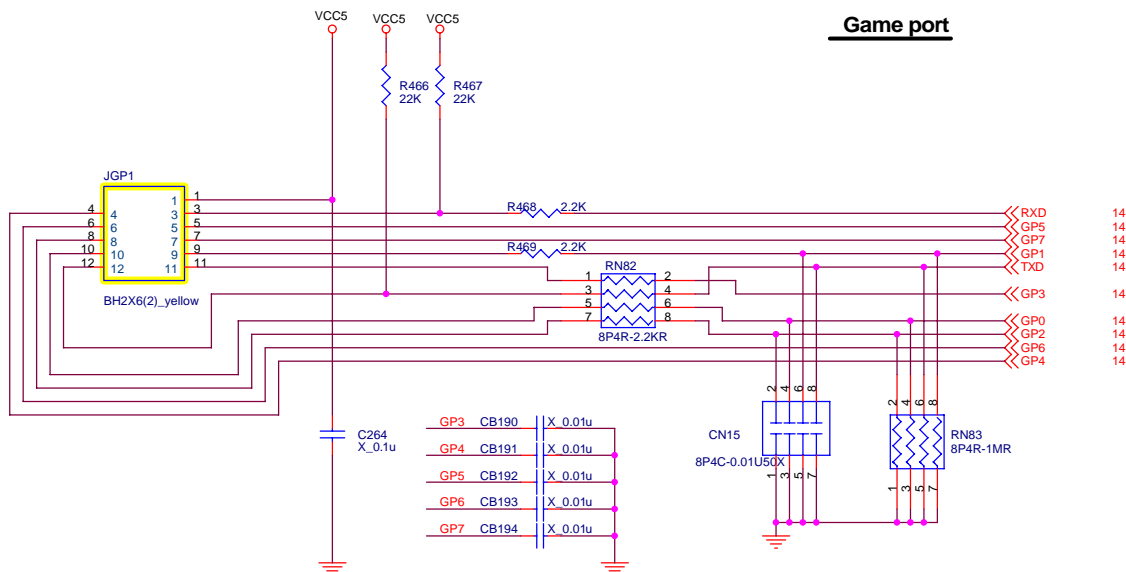 Game port
VCC5 VCC5 VCC5
R466 22K
R467 22K
JGP1
4 4 1 1
6 6 3 3
8 8 5 5
10 10 7 7
12 12 9 9
11 11
BH2X6(2)_yellow
R468 2.2K
R469 2.2K
RN82
1 2
3 4
5 6
7 8
8P4R-2.2KR
RXD 14
GP5 14
GP7 14
GP1 14
TXD 14
GP3 14
GP0 14
GP2 14
GP6 14
GP4 14
C264
X_0.1u
GP3 CB190 X_0.01u
GP4 CB191 X_0.01u
GP5 CB192 X_0.01u
GP6 CB193 X_0.01u
GP7 CB194 X_0.01u
2 4 6 8
CN15
8P4C-0.01U50X
1 3 5 7
2 4 6 8
RN83
8P4R-1MR
1 3 5 7